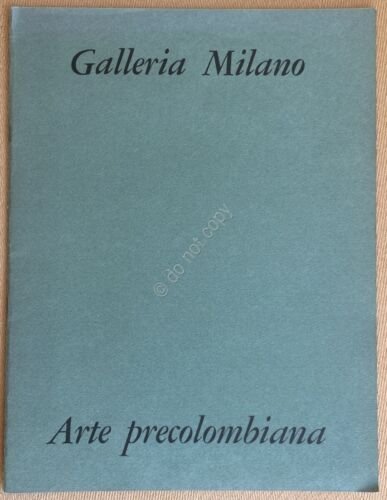 Galleria Milano
© do not copy
Arte precolombiana